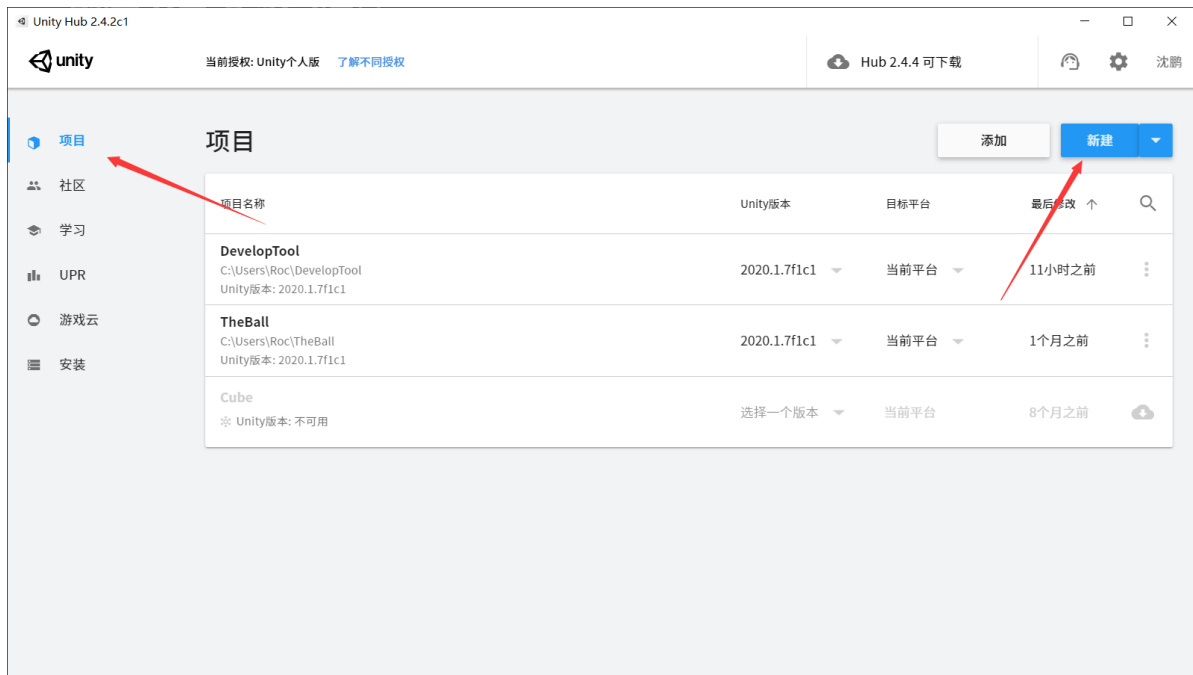 Unity Hub 2.4.2c1
unity
当前授权: Unity个人版 了解不同授权
Hub 2.4.4 可下载
沈鹏
项目
社区
学习
UPR
游戏云
安装
项目
添加
新建
项目名称 Unity版本 目标平台 最后修改
DevelopTool
C:\Users\Roc\DevelopTool
Unity版本: 2020.1.7f1c1
2020.1.7f1c1 当前平台 11小时之前
TheBall
C:\Users\Roc\TheBall
Unity版本: 2020.1.7f1c1
2020.1.7f1c1 当前平台 1个月之前
Cube
Unity版本: 不可用
选择一个版本 当前平台 8个月之前